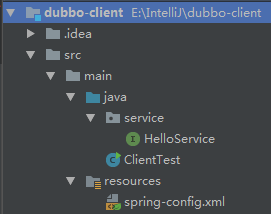 dubbo-client E:\IntelliJ\dubbo-client
.idea
src
main
java
service
HelloService
ClientTest
resources
spring-config.xml